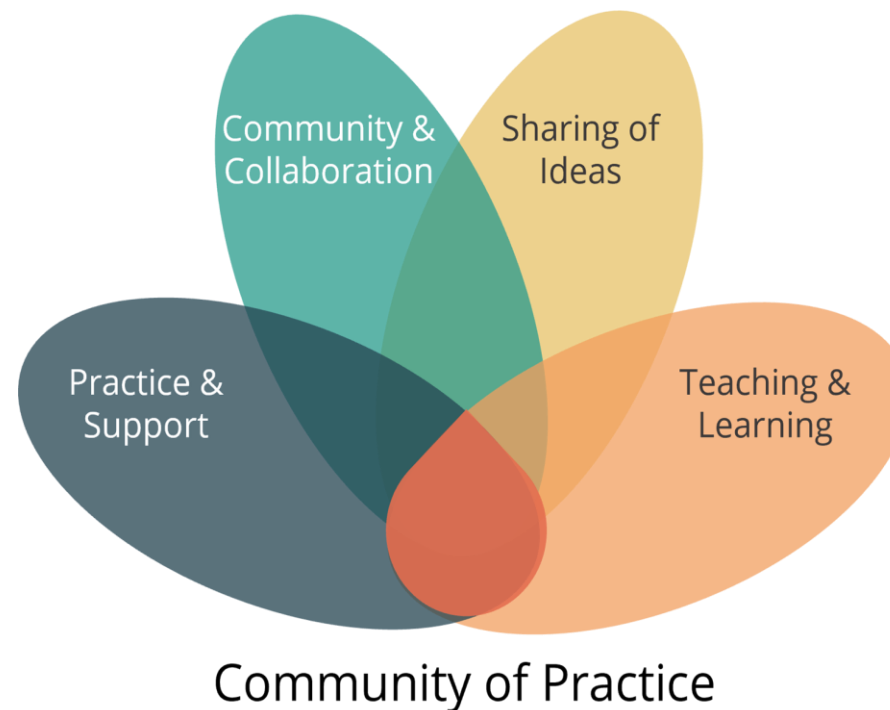 Community &
Collaboration
Sharing of
Ideas
Practice &
Support
Teaching &
Learning
Community of Practice